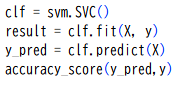 clf = svm.SVC()
result = clf.fit(X, y)
y_pred = clf.predict(X)
accuracy_score(y_pred,y)